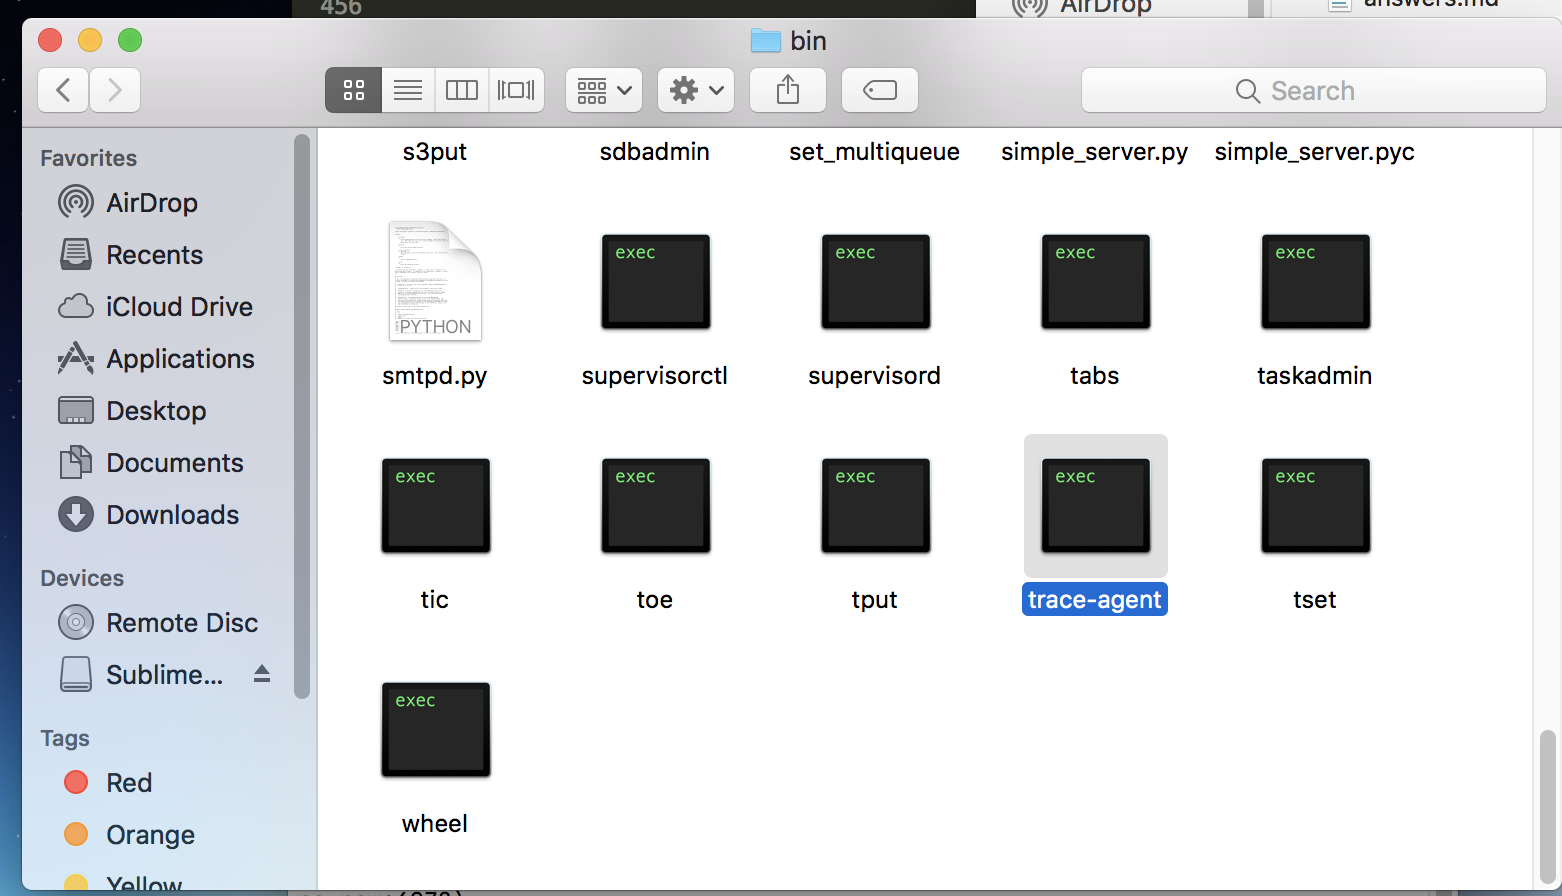 456
AirDrop
answers.md
bin
Search
Favorites
AirDrop
Recents
iCloud Drive
Applications
Desktop
Documents
Downloads
Devices
Remote Disc
Sublime...
Tags
Red
Orange
Yellow
s3put sdbadmin set_multiqueue simple_server.py simple_server.pyc
PYTHON exec exec exec exec
smtpd.py supervisorctl supervisord tabs taskadmin
exec exec exec exec exec
tic toe tput trace-agent tset
exec
wheel